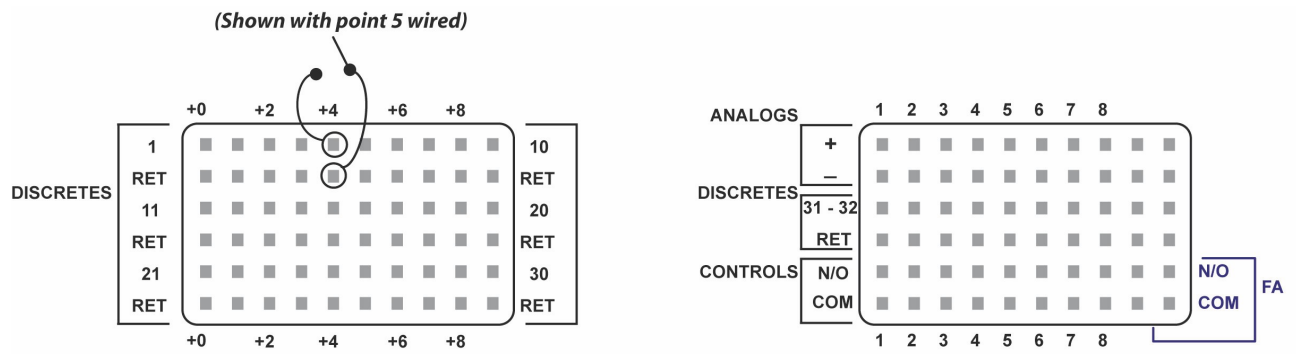 (Shown with point 5 wired)
+0 +2 +4 +6 +8
1 10
RET RET
DISCRETES
11 20
RET RET
21 30
RET RET
+0 +2 +4 +6 +8
ANALOGS 1 2 3 4 5 6 7 8
+
–
DISCRETES
31 - 32
RET
CONTROLS N/O N/O
COM COM
FA
1 2 3 4 5 6 7 8